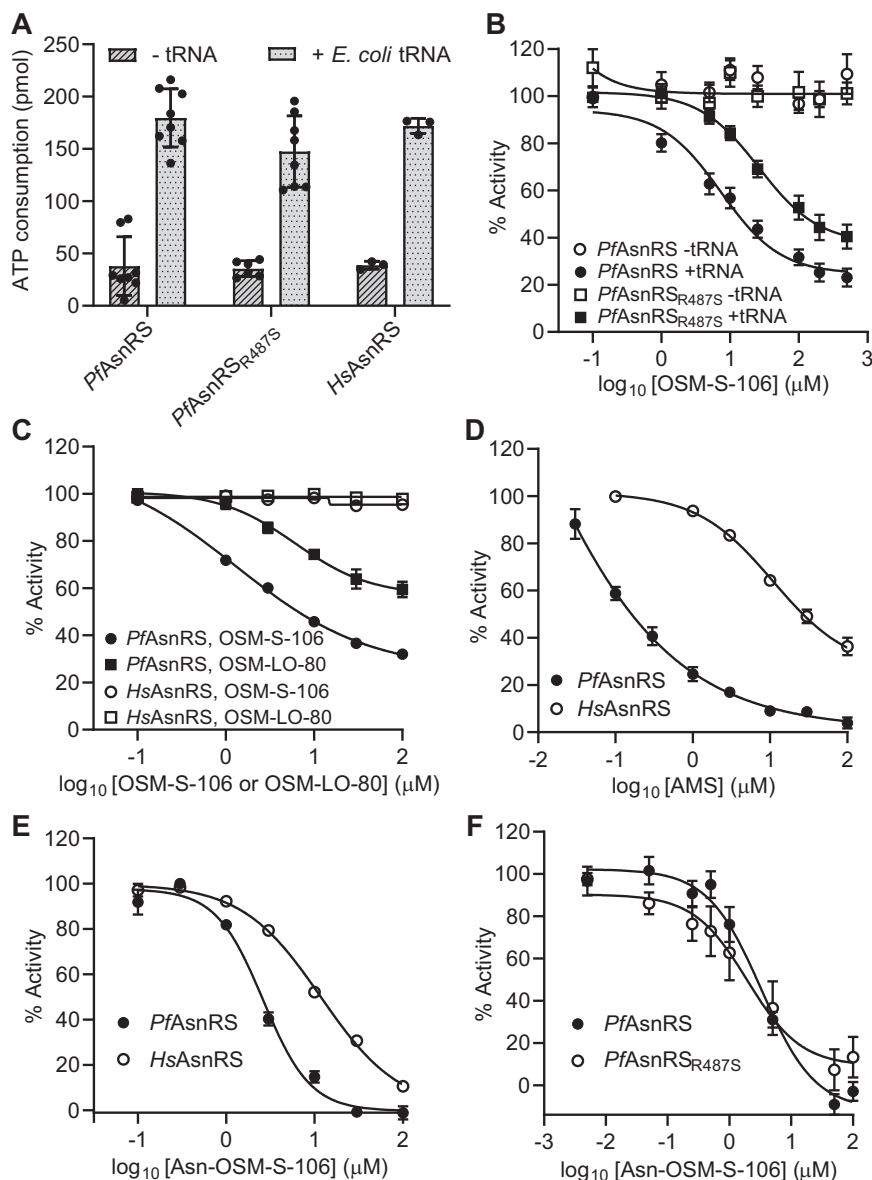 A
- tRNA
+ E. coli tRNA
250
200
150
100
50
0
ATP consumption (pmol)
PfAsnRS
PfAsnRSR487S
HsAsnRS
B
120
100
80
60
40
20
0
% Activity
PfAsnRS -tRNA
PfAsnRS +tRNA
PfAsnRSR487S -tRNA
PfAsnRSR487S +tRNA
-1 0 1 2 3
log10 [OSM-S-106] (μM)
C
120
100
80
60
40
20
0
% Activity
PfAsnRS, OSM-S-106
PfAsnRS, OSM-LO-80
HsAsnRS, OSM-S-106
HsAsnRS, OSM-LO-80
-1 0 1 2
log10 [OSM-S-106 or OSM-LO-80] (μM)
D
120
100
80
60
40
20
0
% Activity
PfAsnRS
HsAsnRS
-2 -1 0 1 2
log10 [AMS] (μM)
E
120
100
80
60
40
20
0
% Activity
PfAsnRS
HsAsnRS
-1 0 1 2
log10 [Asn-OSM-S-106] (μM)
F
120
100
80
60
40
20
0
% Activity
PfAsnRS
PfAsnRSR487S
-3 -2 -1 0 1 2
log10 [Asn-OSM-S-106] (μM)